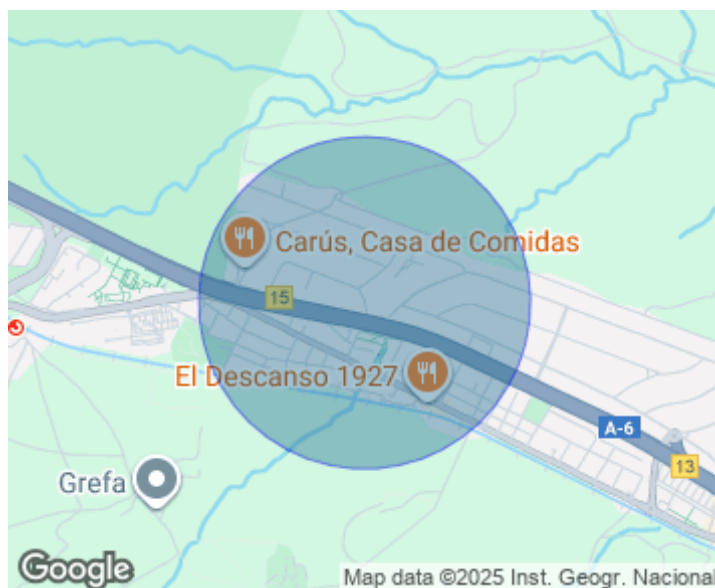 Carús, Casa de Comidas
15
El Descanso 1927
A-6
13
Grefa
Google
Map data ©2025 Inst. Geogr. Nacional